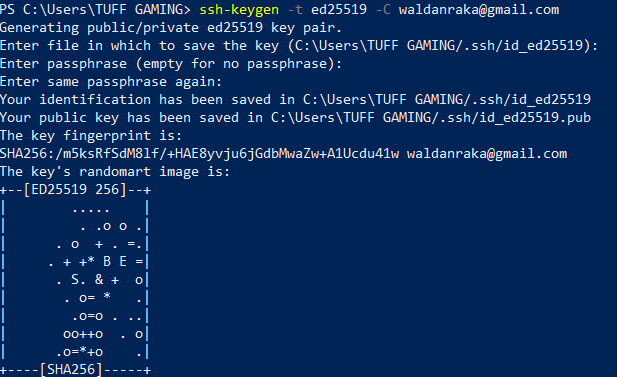 PS C:\Users\TUFF GAMING> ssh-keygen -t ed25519 -C waldanraka@gmail.com
Generating public/private ed25519 key pair.
Enter file in which to save the key (C:\Users\TUFF GAMING/.ssh/id_ed25519):
Enter passphrase (empty for no passphrase):
Enter same passphrase again:
Your identification has been saved in C:\Users\TUFF GAMING/.ssh/id_ed25519
Your public key has been saved in C:\Users\TUFF GAMING/.ssh/id_ed25519.pub
The key fingerprint is:
SHA256:/m5ksRfSdM8lf/+HAE8yvju6jGdbMwaZw+A1Ucdu41w waldanraka@gmail.com
The key's randomart image is:
+--[ED25519 256]--+
|        .....    |
|         . .o o .|
|      . o  + . =.|
|     . + +* B E =|
|      . S. & +  o|
|       . o= *   .|
|        .o=o . ..|
|       oo++o  . o|
|      .o=*+o    .|
+----[SHA256]-----+